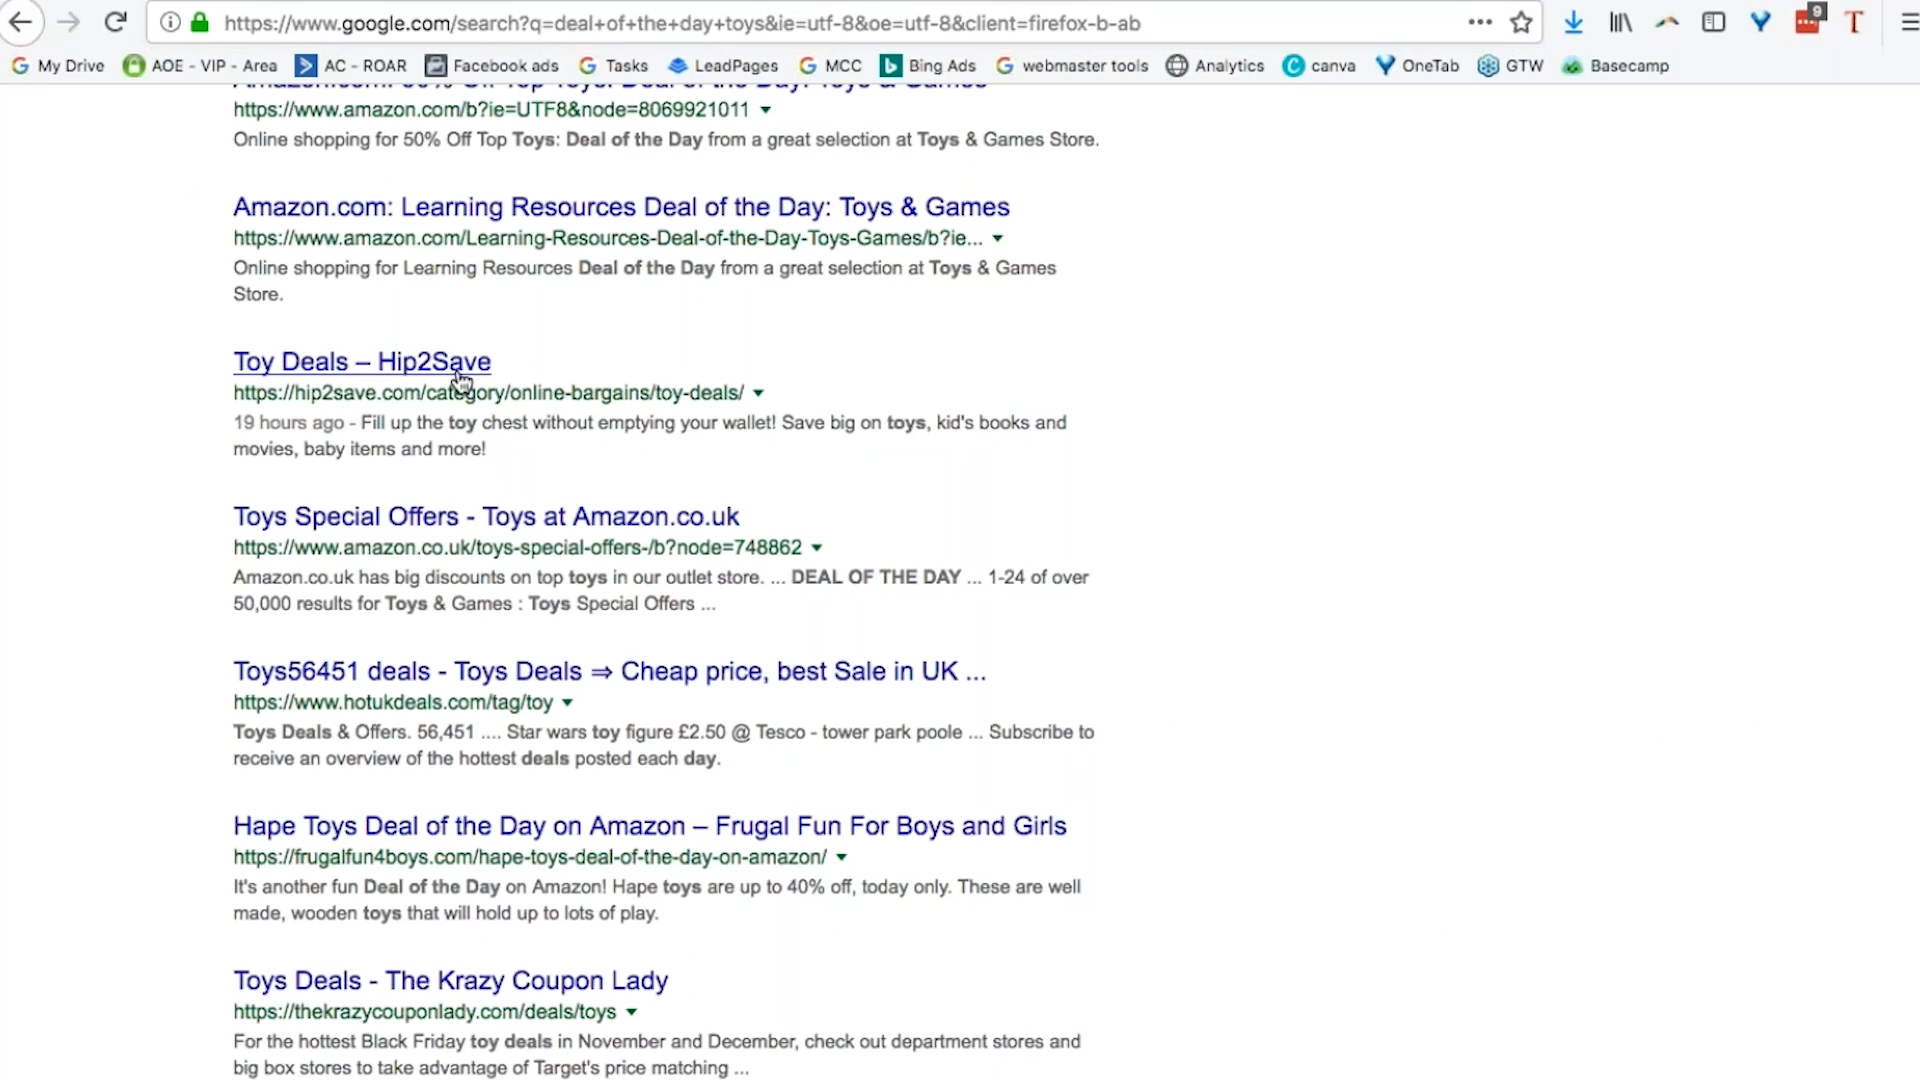 https://www.google.com/search?q=deal+of+the+day+toys&ie=utf-8&oe=utf-8&client=firefox-b-ab
9
T
My Drive AOE - VIP - Area AC - ROAR Facebook ads Tasks LeadPages MCC Bing Ads webmaster tools Analytics canva OneTab GTW Basecamp
Amazon.com: 50% Off Top Toys: Deal of the Day: Toys & Games
https://www.amazon.com/b?ie=UTF8&node=8069921011
Online shopping for 50% Off Top Toys: Deal of the Day from a great selection at Toys & Games Store.
Amazon.com: Learning Resources Deal of the Day: Toys & Games
https://www.amazon.com/Learning-Resources-Deal-of-the-Day-Toys-Games/b?ie...
Online shopping for Learning Resources Deal of the Day from a great selection at Toys & Games
Store.
Toy Deals – Hip2Save
https://hip2save.com/category/online-bargains/toy-deals/
19 hours ago - Fill up the toy chest without emptying your wallet! Save big on toys, kid's books and
movies, baby items and more!
Toys Special Offers - Toys at Amazon.co.uk
https://www.amazon.co.uk/toys-special-offers-/b?node=748862
Amazon.co.uk has big discounts on top toys in our outlet store. ... DEAL OF THE DAY ... 1-24 of over
50,000 results for Toys & Games : Toys Special Offers ...
Toys56451 deals - Toys Deals ⇒ Cheap price, best Sale in UK ...
https://www.hotukdeals.com/tag/toy
Toys Deals & Offers. 56,451 .... Star wars toy figure £2.50 @ Tesco - tower park poole ... Subscribe to
receive an overview of the hottest deals posted each day.
Hape Toys Deal of the Day on Amazon – Frugal Fun For Boys and Girls
https://frugalfun4boys.com/hape-toys-deal-of-the-day-on-amazon/
It's another fun Deal of the Day on Amazon! Hape toys are up to 40% off, today only. These are well
made, wooden toys that will hold up to lots of play.
Toys Deals - The Krazy Coupon Lady
https://thekrazycouponlady.com/deals/toys
For the hottest Black Friday toy deals in November and December, check out department stores and
big box stores to take advantage of Target's price matching ...